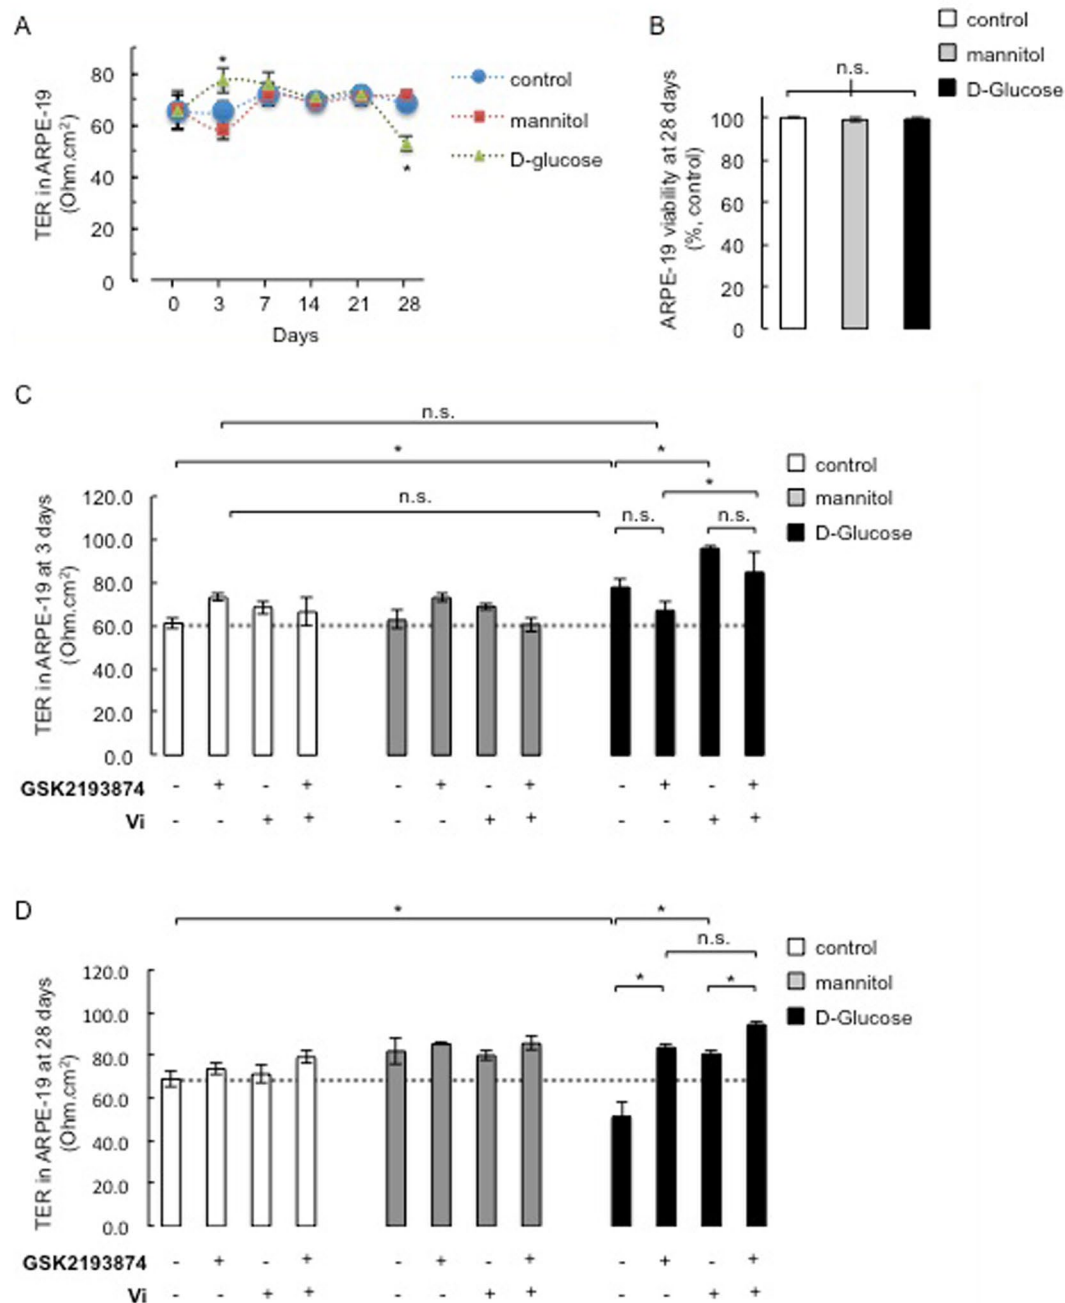 A
TER in ARPE-19
(Ohm.cm²)
80
60
40
20
0
*
*
0 3 7 14 21 28
Days
control
mannitol
D-glucose
B
control
mannitol
D-Glucose
n.s.
ARPE-19 viability at 28 days
(%, control)
100
80
60
40
20
0
C
n.s.
* *
*
n.s. n.s. n.s.
control
mannitol
D-Glucose
TER in ARPE-19 at 3 days
(Ohm.cm²)
120.0
100.0
80.0
60.0
40.0
20.0
0.0
GSK2193874 - + - + - + - + - + - +
Vi - - + + - - + + - - + +
D
* *
n.s.
* *
control
mannitol
D-Glucose
TER in ARPE-19 at 28 days
(Ohm.cm²)
120.0
100.0
80.0
60.0
40.0
20.0
0.0
GSK2193874 - + - + - + - + - + - +
Vi - - + + - - + + - - + +